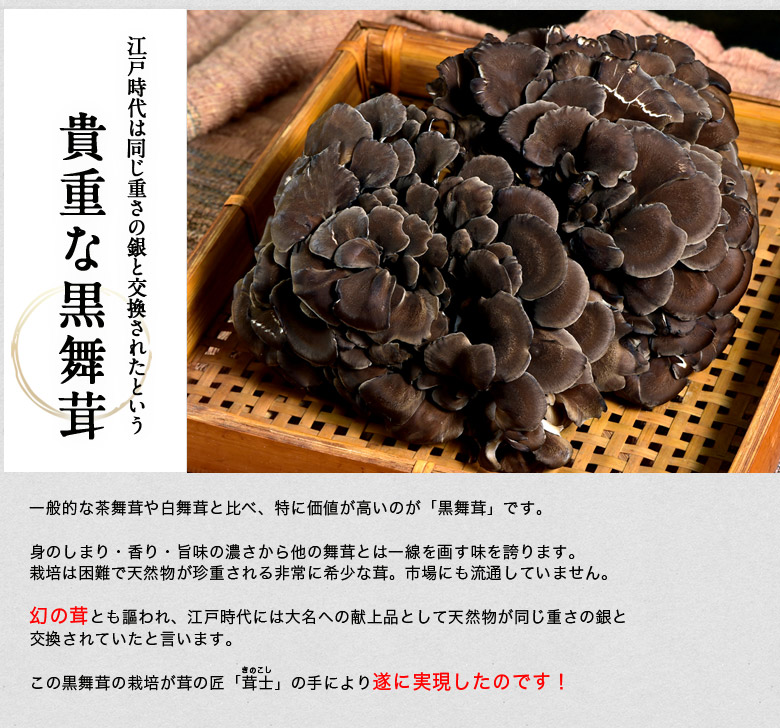 江戸時代は同じ重さの銀と交換されたという
貴重な黒舞茸
一般的な茶舞茸や白舞茸と比べ、特に価値が高いのが「黒舞茸」です。
身のしまり・香り・旨味の濃さから他の舞茸とは一線を画す味を誇ります。
栽培は困難で天然物が珍重される非常に希少な茸。市場にも流通していません。
幻の茸とも謳われ、江戸時代には大名への献上品として天然物が同じ重さの銀と
交換されていたと言います。
きのこし
この黒舞茸の栽培が茸の匠「茸士」の手により遂に実現したのです！